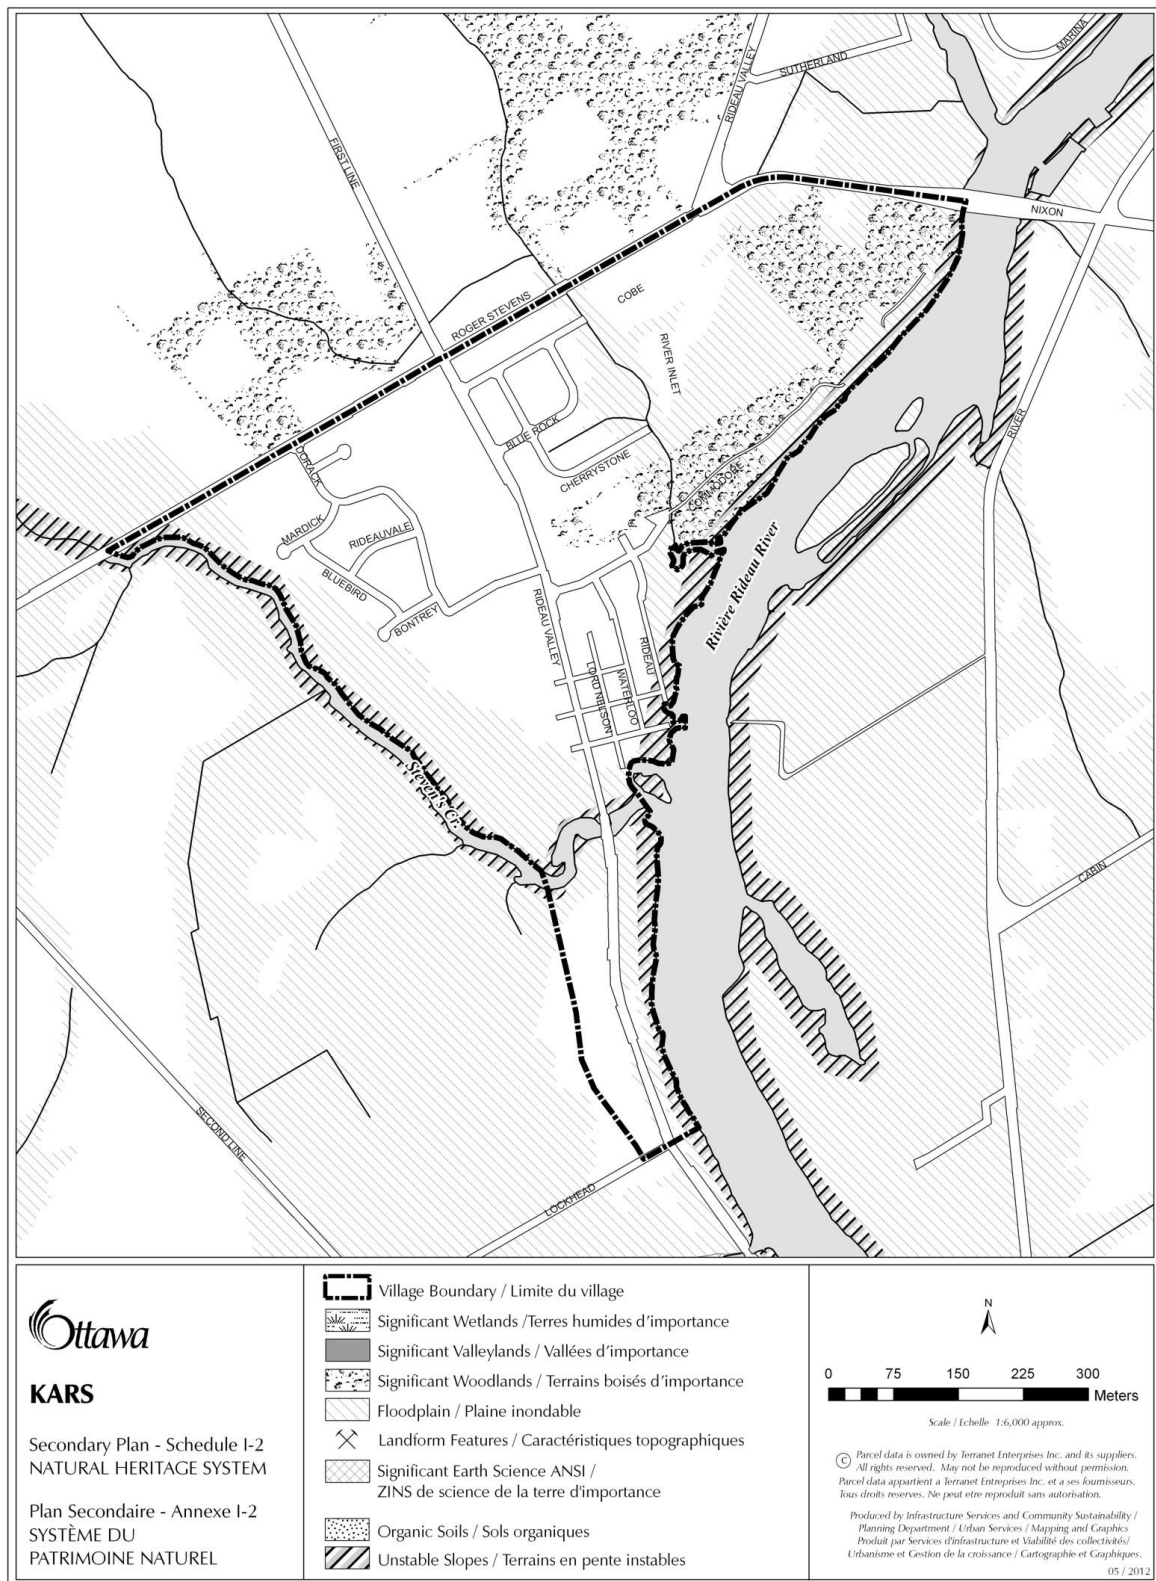 MARINA
SUTHERLAND
RIDEAU VALLEY
FIRST LINE
NIXON
COBE
ROGER STEVENS
RIVER INLET
RIVER
BLUE ROCK
DORACK
CHERRYSTONE
COMMODORE
MARDICK
RIDEAUVALE
Rivière Rideau River
BLUEBIRD
BONTREY
RIDEAU VALLEY
RIDEAU
LORD NELSON
WATERLOO
Steven's Cr.
CABIN
SECOND LINE
LOCKHEAD
Ottawa
KARS
Secondary Plan - Schedule I-2
NATURAL HERITAGE SYSTEM
Plan Secondaire - Annexe I-2
SYSTÈME DU
PATRIMOINE NATUREL
Village Boundary / Limite du village
Significant Wetlands /Terres humides d'importance
Significant Valleylands / Vallées d'importance
Significant Woodlands / Terrains boisés d'importance
Floodplain / Plaine inondable
Landform Features / Caractéristiques topographiques
Significant Earth Science ANSI /
ZINS de science de la terre d'importance
Organic Soils / Sols organiques
Unstable Slopes / Terrains en pente instables
N
0 75 150 225 300
Meters
Scale / Echelle 1:6,000 approx.
© Parcel data is owned by Terranet Enterprises Inc. and its suppliers.
All rights reserved. May not be reproduced without permission.
Parcel data appartient a Terranet Entreprises Inc. et a ses fournisseurs.
Tous droits reserves. Ne peut etre reproduit sans autorisation.
Produced by Infrastructure Services and Community Sustainability /
Planning Department / Urban Services / Mapping and Graphics
Produit par Services d'infrastructure et Viabilité des collectivités/
Urbanisme et Gestion de la croissance / Cartographie et Graphiques.
05 / 2012